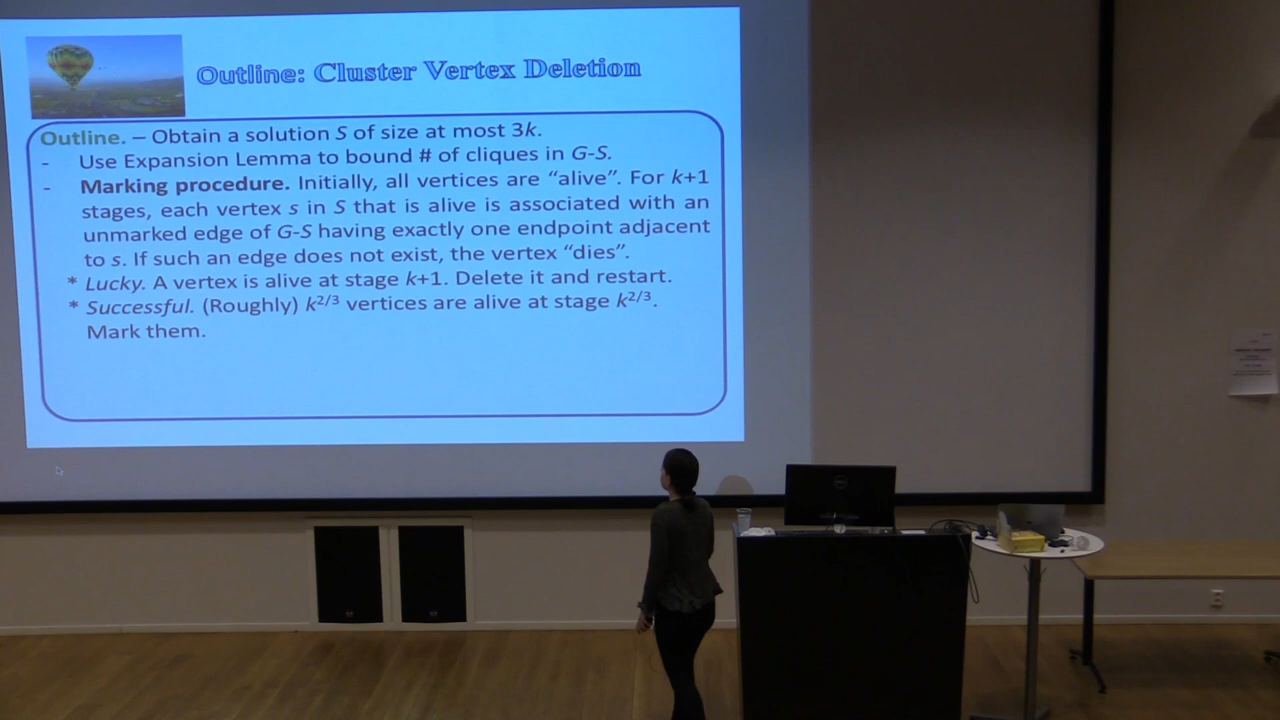 Outline: Cluster Vertex Deletion
Outline. – Obtain a solution S of size at most 3k.
- Use Expansion Lemma to bound # of cliques in G-S.
- Marking procedure. Initially, all vertices are “alive”. For k+1
stages, each vertex s in S that is alive is associated with an
unmarked edge of G-S having exactly one endpoint adjacent
to s. If such an edge does not exist, the vertex “dies”.
* Lucky. A vertex is alive at stage k+1. Delete it and restart.
* Successful. (Roughly) k^2/3 vertices are alive at stage k^2/3.
Mark them.